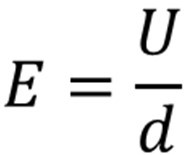 E = U/d